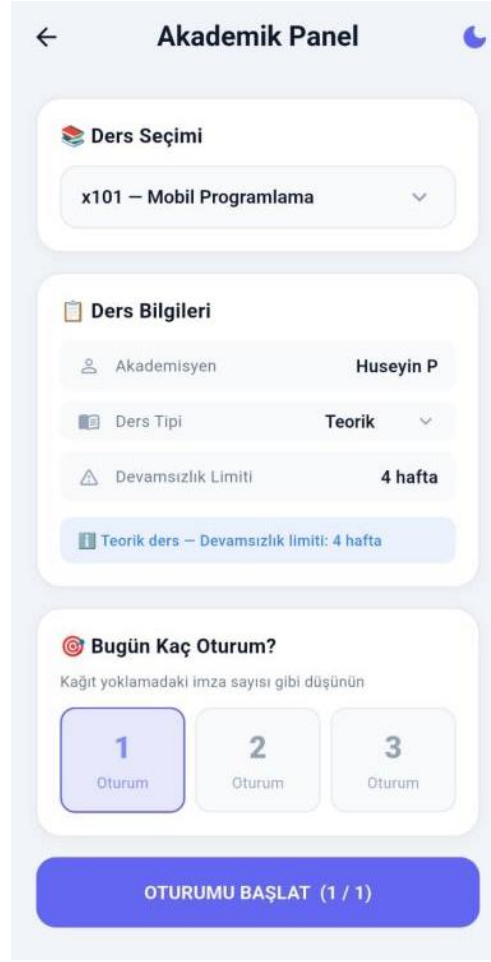 Akademik Panel
Ders Seçimi
x101 — Mobil Programlama
Ders Bilgileri
Akademisyen Huseyin P
Ders Tipi Teorik
Devamsızlık Limiti 4 hafta
Teorik ders — Devamsızlık limiti: 4 hafta
Bugün Kaç Oturum?
Kağıt yoklamadaki imza sayısı gibi düşünün
1 2 3
Oturum Oturum Oturum
OTURUMU BAŞLAT (1 / 1)